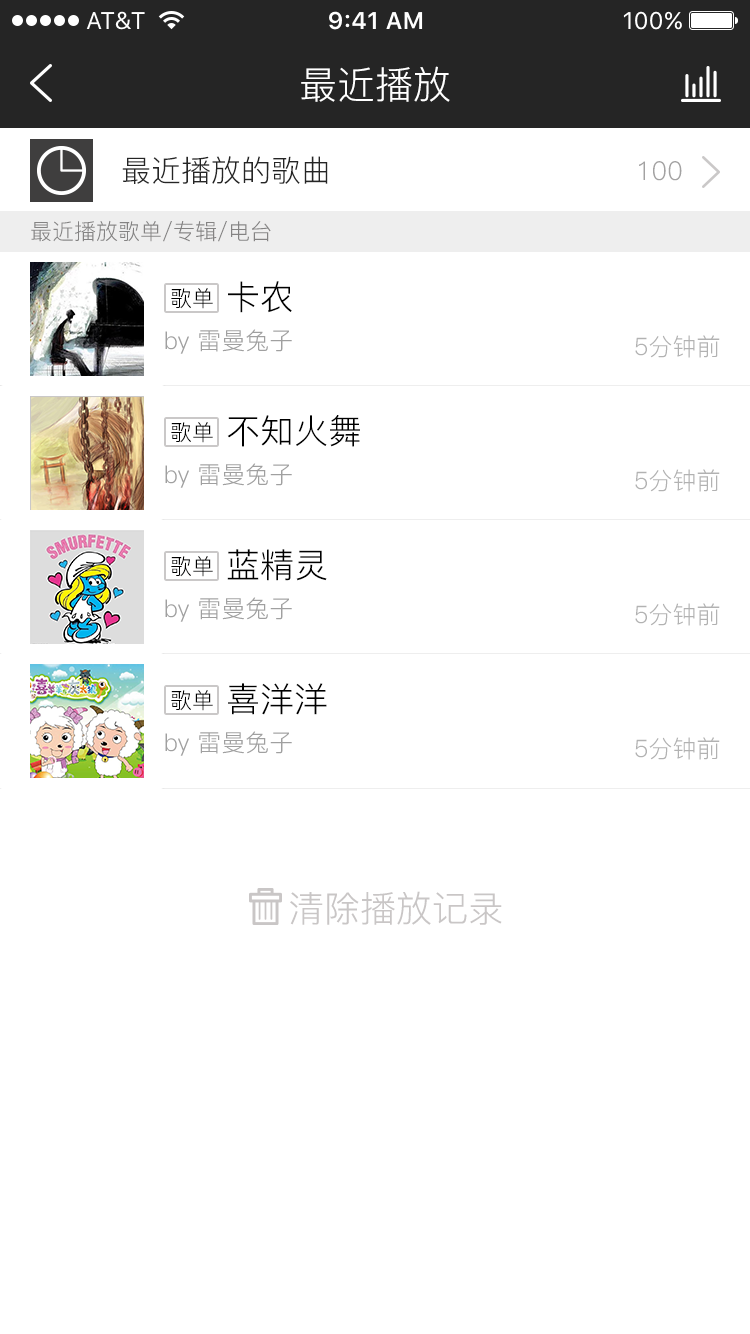 AT&T 9:41 AM 100%
最近播放
最近播放的歌曲 100
最近播放歌单/专辑/电台
歌单 卡农
by 雷曼兔子
5分钟前
歌单 不知火舞
by 雷曼兔子
5分钟前
SMURFETTE
歌单 蓝精灵
by 雷曼兔子
5分钟前
歌单 喜洋洋
by 雷曼兔子
5分钟前
清除播放记录